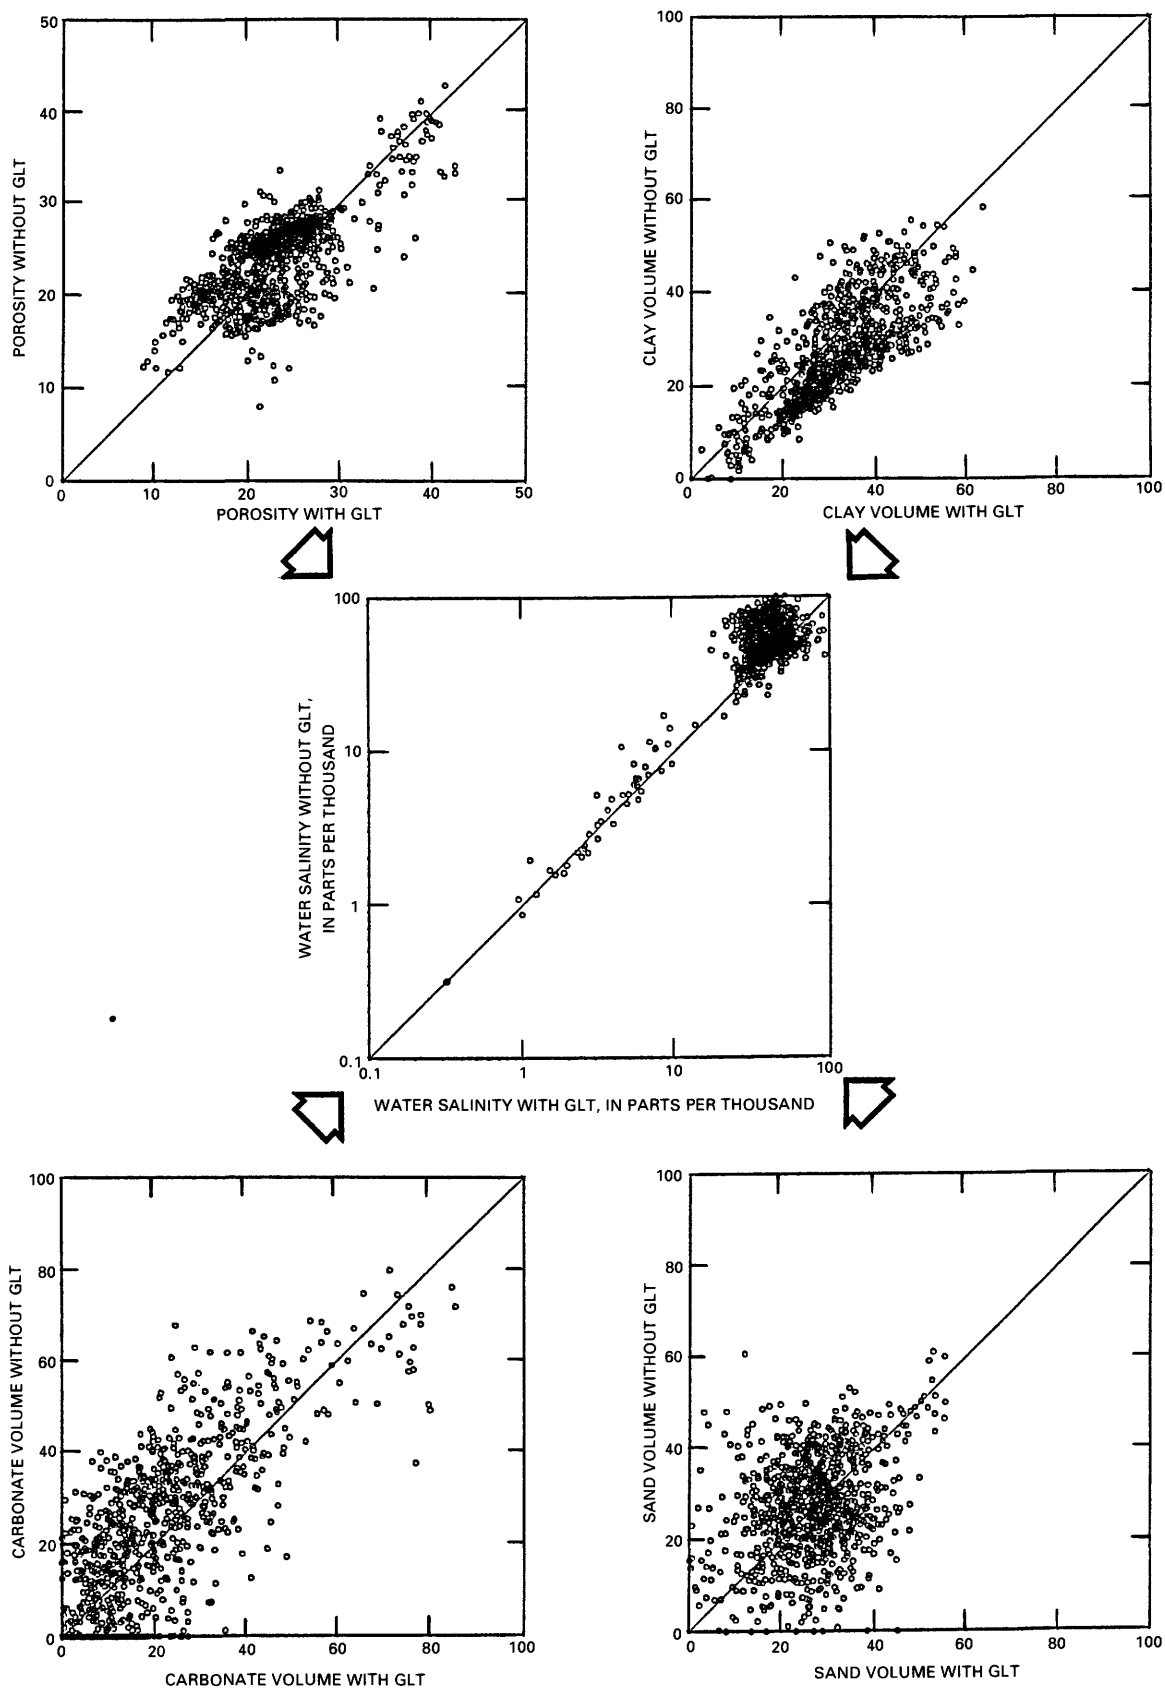 50
40
30
20
10
0
POROSITY WITHOUT GLT
0 10 20 30 40 50
POROSITY WITH GLT
100
80
60
40
20
0
CLAY VOLUME WITHOUT GLT
0 20 40 60 80 100
CLAY VOLUME WITH GLT
100
10
1
0.1
WATER SALINITY WITHOUT GLT,
IN PARTS PER THOUSAND
0.1 1 10 100
WATER SALINITY WITH GLT, IN PARTS PER THOUSAND
100
80
60
40
20
0
CARBONATE VOLUME WITHOUT GLT
0 20 40 60 80 100
CARBONATE VOLUME WITH GLT
100
80
60
40
20
0
SAND VOLUME WITHOUT GLT
0 20 40 60 80 100
SAND VOLUME WITH GLT